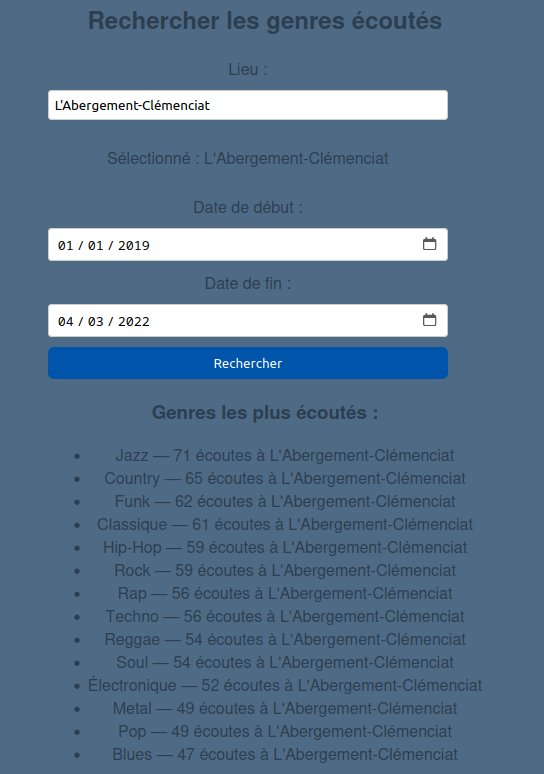 Rechercher les genres écoutés
Lieu :
L'Abergement-Clémenciat
Sélectionné : L'Abergement-Clémenciat
Date de début :
01 / 01 / 2019
Date de fin :
04 / 03 / 2022
Rechercher
Genres les plus écoutés :
• Jazz — 71 écoutes à L'Abergement-Clémenciat
• Country — 65 écoutes à L'Abergement-Clémenciat
• Funk — 62 écoutes à L'Abergement-Clémenciat
• Classique — 61 écoutes à L'Abergement-Clémenciat
• Hip-Hop — 59 écoutes à L'Abergement-Clémenciat
• Rock — 59 écoutes à L'Abergement-Clémenciat
• Rap — 56 écoutes à L'Abergement-Clémenciat
• Techno — 56 écoutes à L'Abergement-Clémenciat
• Reggae — 54 écoutes à L'Abergement-Clémenciat
• Soul — 54 écoutes à L'Abergement-Clémenciat
• Électronique — 52 écoutes à L'Abergement-Clémenciat
• Metal — 49 écoutes à L'Abergement-Clémenciat
• Pop — 49 écoutes à L'Abergement-Clémenciat
• Blues — 47 écoutes à L'Abergement-Clémenciat